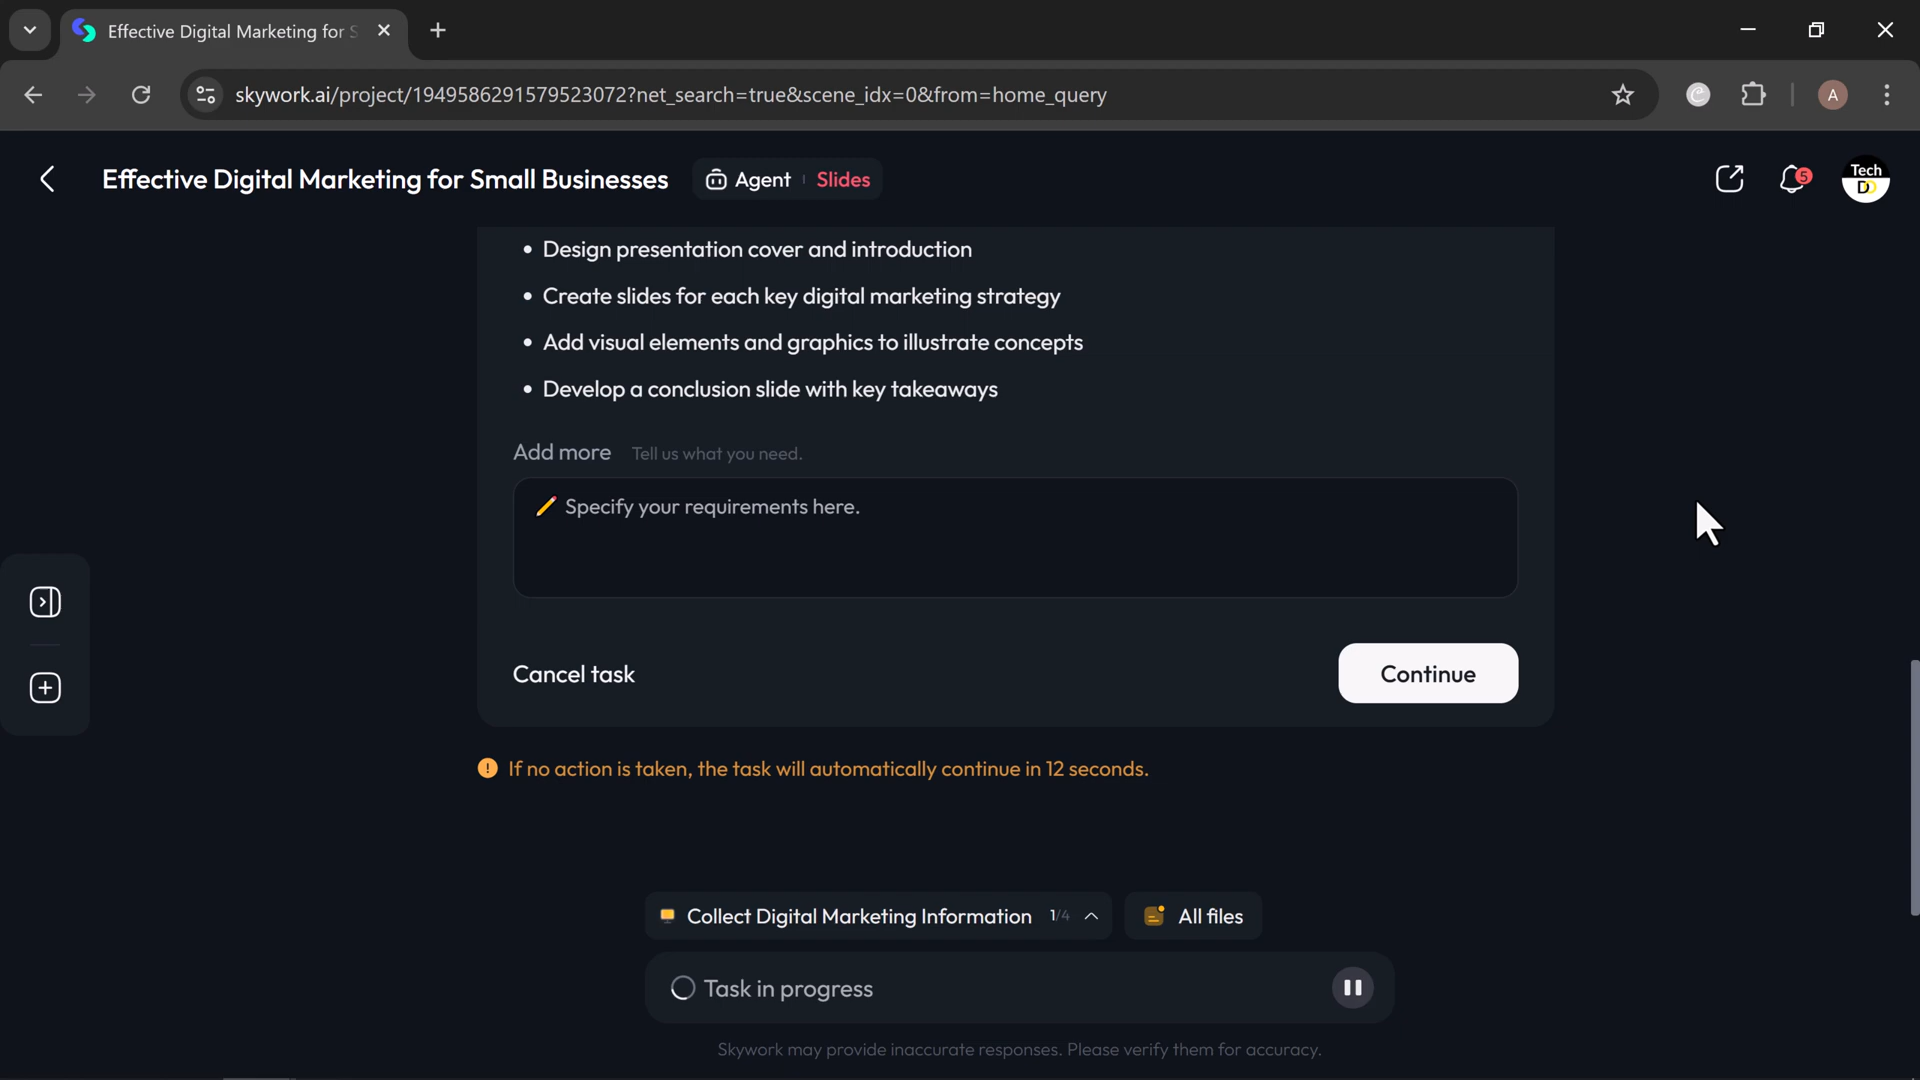 Effective Digital Marketing for S
skywork.ai/project/1949586291579523072?net_search=true&scene_idx=0&from=home_query
A
Effective Digital Marketing for Small Businesses
Agent
Slides
5
Tech
DO
• Design presentation cover and introduction
• Create slides for each key digital marketing strategy
• Add visual elements and graphics to illustrate concepts
• Develop a conclusion slide with key takeaways
Add more Tell us what you need.
Specify your requirements here.
Cancel task
Continue
If no action is taken, the task will automatically continue in 12 seconds.
Collect Digital Marketing Information 1/4
All files
Task in progress
Skywork may provide inaccurate responses. Please verify them for accuracy.